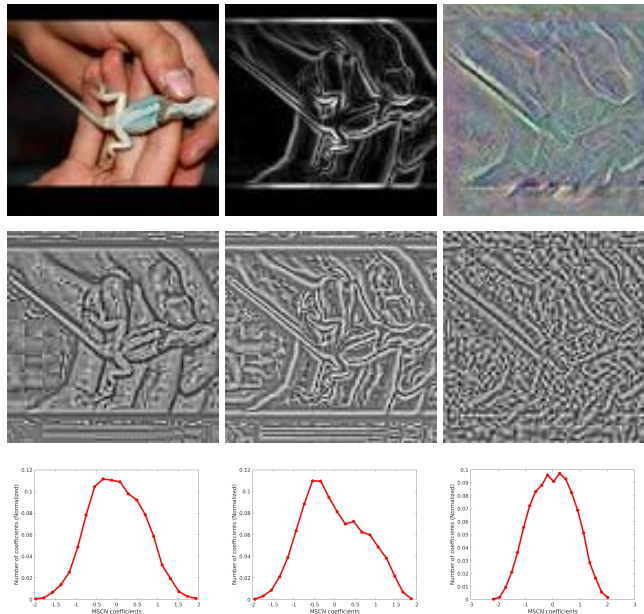 0.12
0.1
0.08
0.06
0.04
0.02
0
Number of coefficients (Normalized)
-2 -1.5 -1 -0.5 0 0.5 1 1.5 2
MSCN coefficients
0.12
0.1
0.08
0.06
0.04
0.02
0
Number of coefficients (Normalized)
-2 -1.5 -1 -0.5 0 0.5 1 1.5 2
MSCN coefficients
0.1
0.09
0.08
0.07
0.06
0.05
0.04
0.03
0.02
0.01
0
Number of coefficients (Normalized)
-3 -2 -1 0 1 2 3
MSCN coefficients